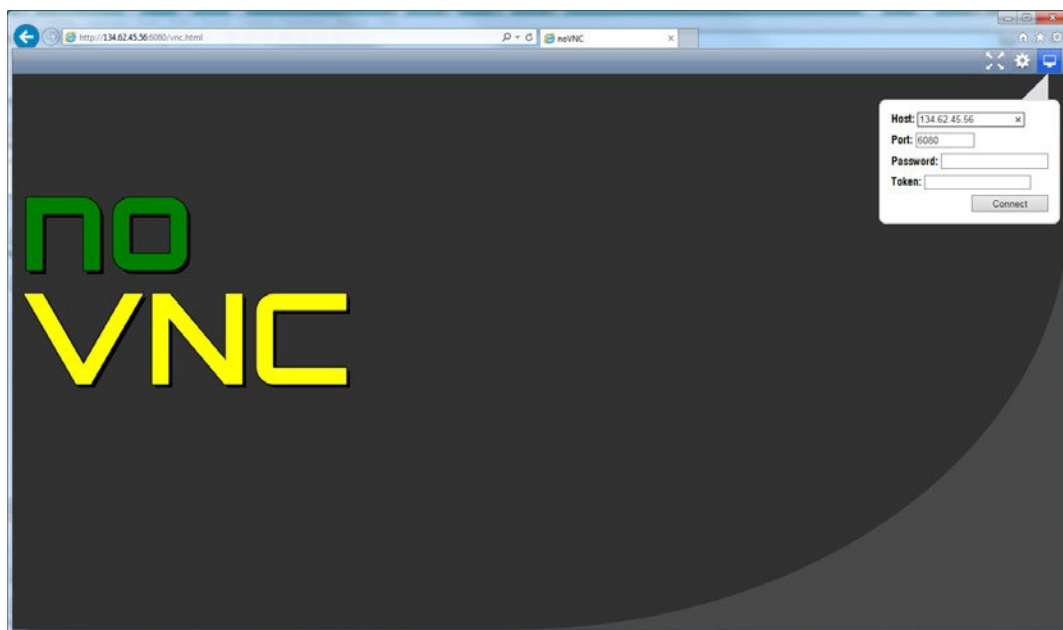 http://134.62.45.56:6080/vnc.html
noVNC
Host: 134.62.45.56
Port: 6080
Password:
Token:
Connect
no
VNC